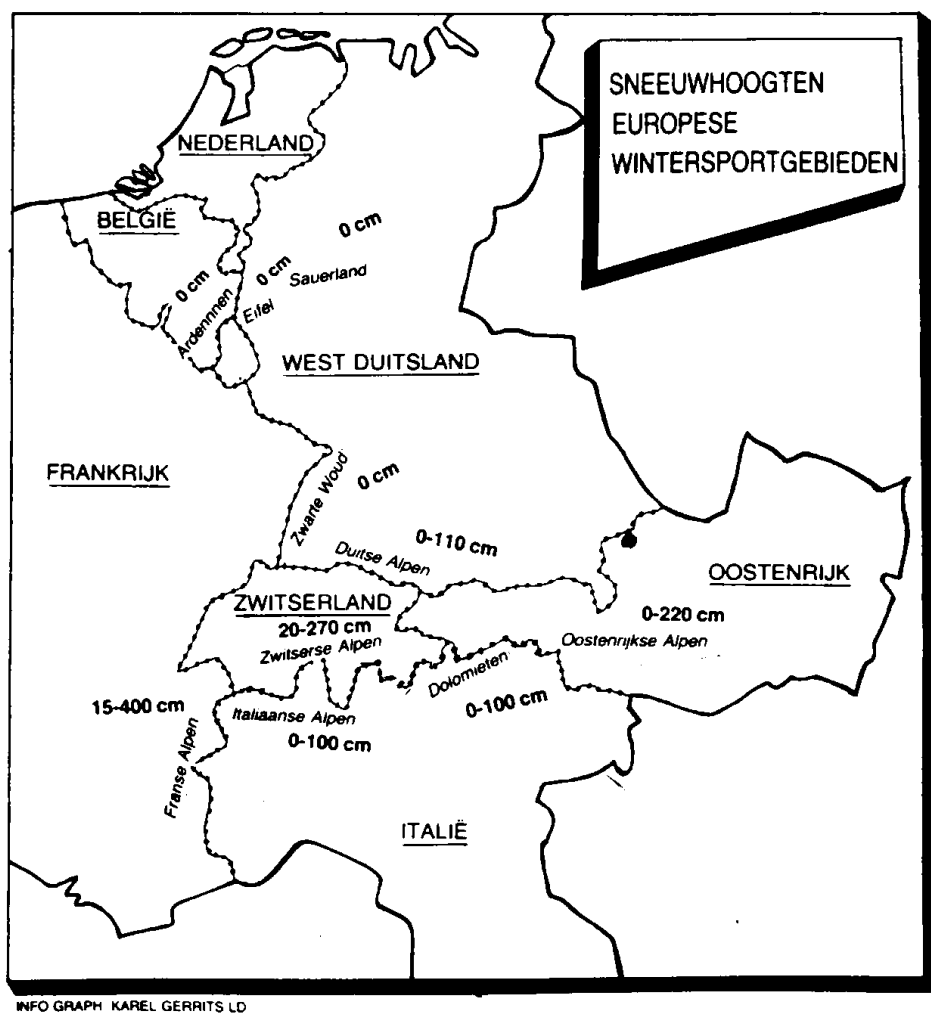 SNEEUWHOOGTEN
EUROPESE
WINTERSPORTGEBIEDEN
NEDERLAND
BELGIË
0 cm
0 cm
0 cm
Sauerland
Ardennnen
Eifel
WEST DUITSLAND
FRANKRIJK
Zwarte Woud
0 cm
0-110 cm
Duitse Alpen
OOSTENRIJK
ZWITSERLAND
20-270 cm
Zwitserse Alpen
0-220 cm
Oostenrijkse Alpen
Dolomieten
0-100 cm
15-400 cm
Italiaanse Alpen
0-100 cm
Franse Alpen
ITALIË
INFO GRAPH KAREL GERRITS LD